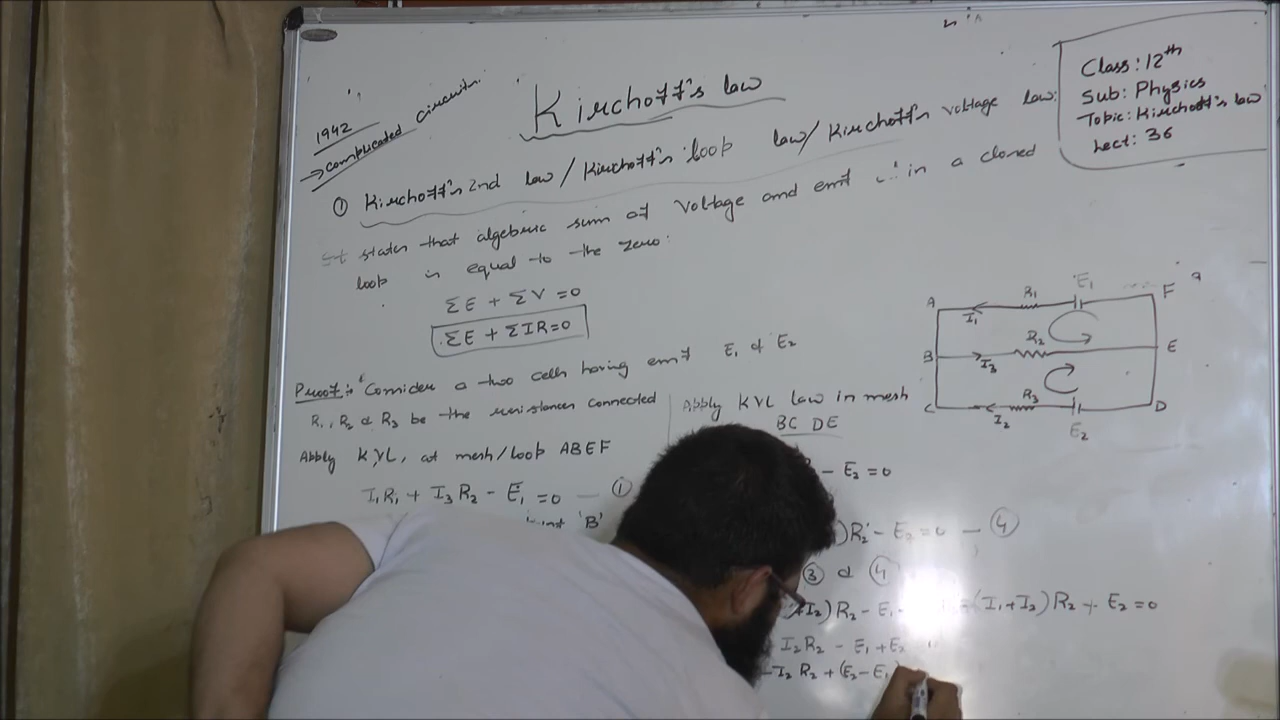 Kirchoff's law
Class: 12th
Sub: Physics
Topic: Kirchoff's law
Lect: 36
1942
→ complicated circuits.
① Kirchoff's 2nd law / Kirchoff's loop law / Kirchoff's voltage law:
It states that algebric sum of voltage and emf in a closed
loop is equal to the zero.
ΣE + ΣV = 0
ΣE + ΣIR = 0
Proof:- Consider a two cells having emf E₁ & E₂
R₁, R₂ & R₃ be the resistances connected
Apply KVL, at mesh/loop ABEF
I₁R₁ + I₃R₂ - E₁ = 0 — ①
'B'
Apply KVL law in mesh
BC DE
- E₂ = 0
)R₂ - E₂ = 0 — ④
③ & ④
I₂)R₂ - E₁ - (I₁+I₂)R₂ + E₂ = 0
I₂R₂ - E₁ + E₂
- I₂R₂ + (E₂ - E₁)
A I₁ R₁ E₁ F
B I₃ R₂ E
C I₂ R₃ E₂ D